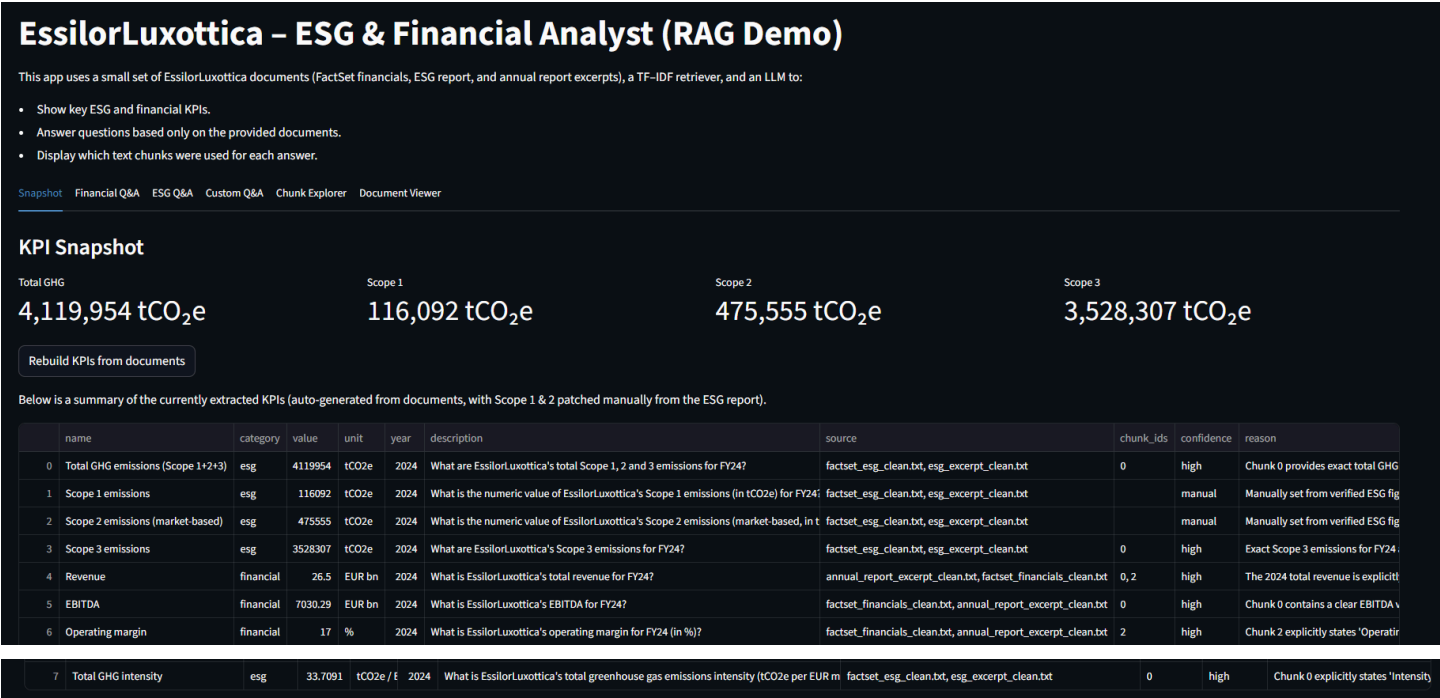 EssilorLuxottica – ESG & Financial Analyst (RAG Demo)
This app uses a small set of EssilorLuxottica documents (FactSet financials, ESG report, and annual report excerpts), a TF–IDF retriever, and an LLM to:
• Show key ESG and financial KPIs.
• Answer questions based only on the provided documents.
• Display which text chunks were used for each answer.
Snapshot Financial Q&A ESG Q&A Custom Q&A Chunk Explorer Document Viewer
KPI Snapshot
Total GHG Scope 1 Scope 2 Scope 3
4,119,954 tCO₂e 116,092 tCO₂e 475,555 tCO₂e 3,528,307 tCO₂e
Rebuild KPIs from documents
Below is a summary of the currently extracted KPIs (auto-generated from documents, with Scope 1 & 2 patched manually from the ESG report).
name category value unit year description source chunk_ids confidence reason
0 Total GHG emissions (Scope 1+2+3) esg 4119954 tCO2e 2024 What are EssilorLuxottica's total Scope 1, 2 and 3 emissions for FY24? factset_esg_clean.txt, esg_excerpt_clean.txt 0 high Chunk 0 provides exact total GHG
1 Scope 1 emissions esg 116092 tCO2e 2024 What is the numeric value of EssilorLuxottica's Scope 1 emissions (in tCO2e) for FY24? factset_esg_clean.txt, esg_excerpt_clean.txt manual Manually set from verified ESG fig
2 Scope 2 emissions (market-based) esg 475555 tCO2e 2024 What is the numeric value of EssilorLuxottica's Scope 2 emissions (market-based, in t factset_esg_clean.txt, esg_excerpt_clean.txt manual Manually set from verified ESG fig
3 Scope 3 emissions esg 3528307 tCO2e 2024 What are EssilorLuxottica's Scope 3 emissions for FY24? factset_esg_clean.txt, esg_excerpt_clean.txt 0 high Exact Scope 3 emissions for FY24
4 Revenue financial 26.5 EUR bn 2024 What is EssilorLuxottica's total revenue for FY24? annual_report_excerpt_clean.txt, factset_financials_clean.txt 0, 2 high The 2024 total revenue is explicitl
5 EBITDA financial 7030.29 EUR bn 2024 What is EssilorLuxottica's EBITDA for FY24? factset_financials_clean.txt, annual_report_excerpt_clean.txt 0 high Chunk 0 contains a clear EBITDA v
6 Operating margin financial 17 % 2024 What is EssilorLuxottica's operating margin for FY24 (in %)? factset_financials_clean.txt, annual_report_excerpt_clean.txt 2 high Chunk 2 explicitly states 'Operatin
7 Total GHG intensity esg 33.7091 tCO2e / E 2024 What is EssilorLuxottica's total greenhouse gas emissions intensity (tCO2e per EUR m factset_esg_clean.txt, esg_excerpt_clean.txt 0 high Chunk 0 explicitly states 'Intensity